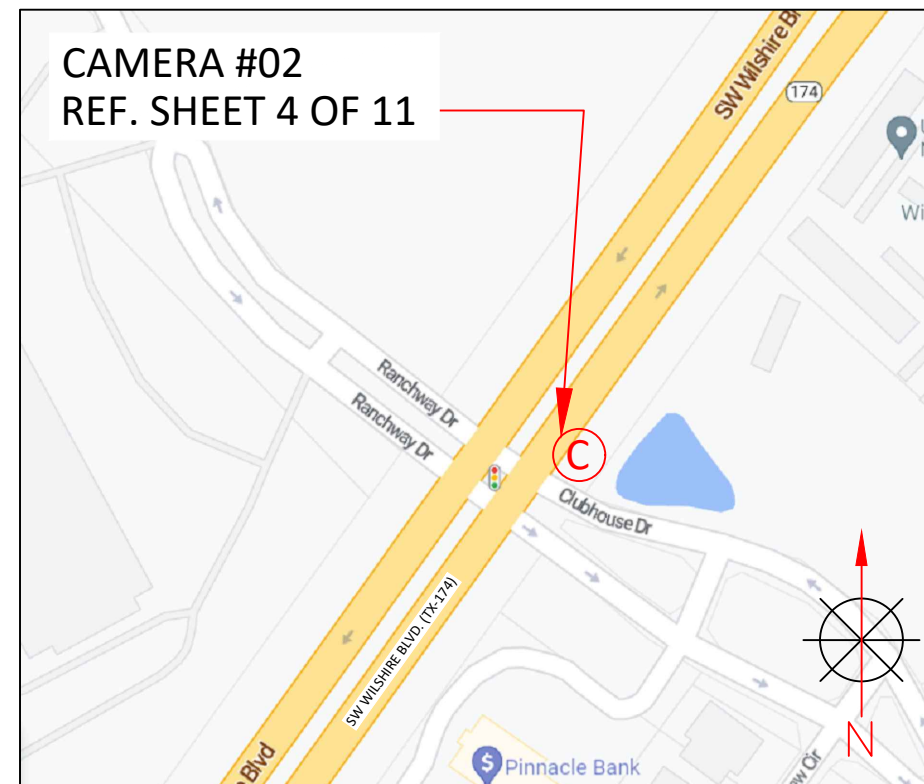 CAMERA #02
REF. SHEET 4 OF 11
SW Wilshire
174
Ranchway Dr
Ranchway Dr
C
Clubhouse Dr
SW WILSHIRE BLVD. (TX-174)
N
Blvd
$
Pinnacle Bank
Cir